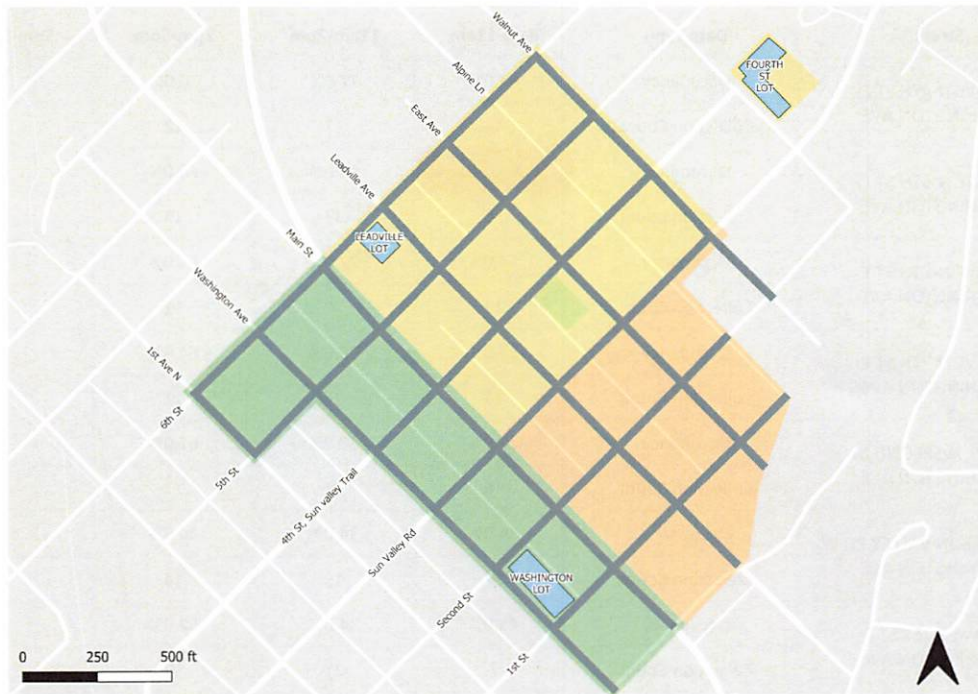 Walnut Ave
Alpine Ln
East Ave
Leadville Ave
Main St
Washington Ave
1st Ave N
6th St
5th St
4th St, Sun valley Trail
Sun Valley Rd
Second St
1st St
FOURTH
ST
LOT
LEADVILLE
LOT
WASHINGTON
LOT
0 250 500 ft